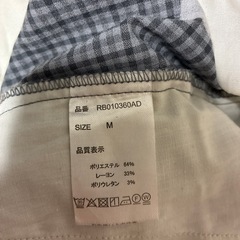 品番 RB010360AD
SIZE M
品質表示
ポリエステル 64%
レーヨン 33%
ポリウレタン 3%